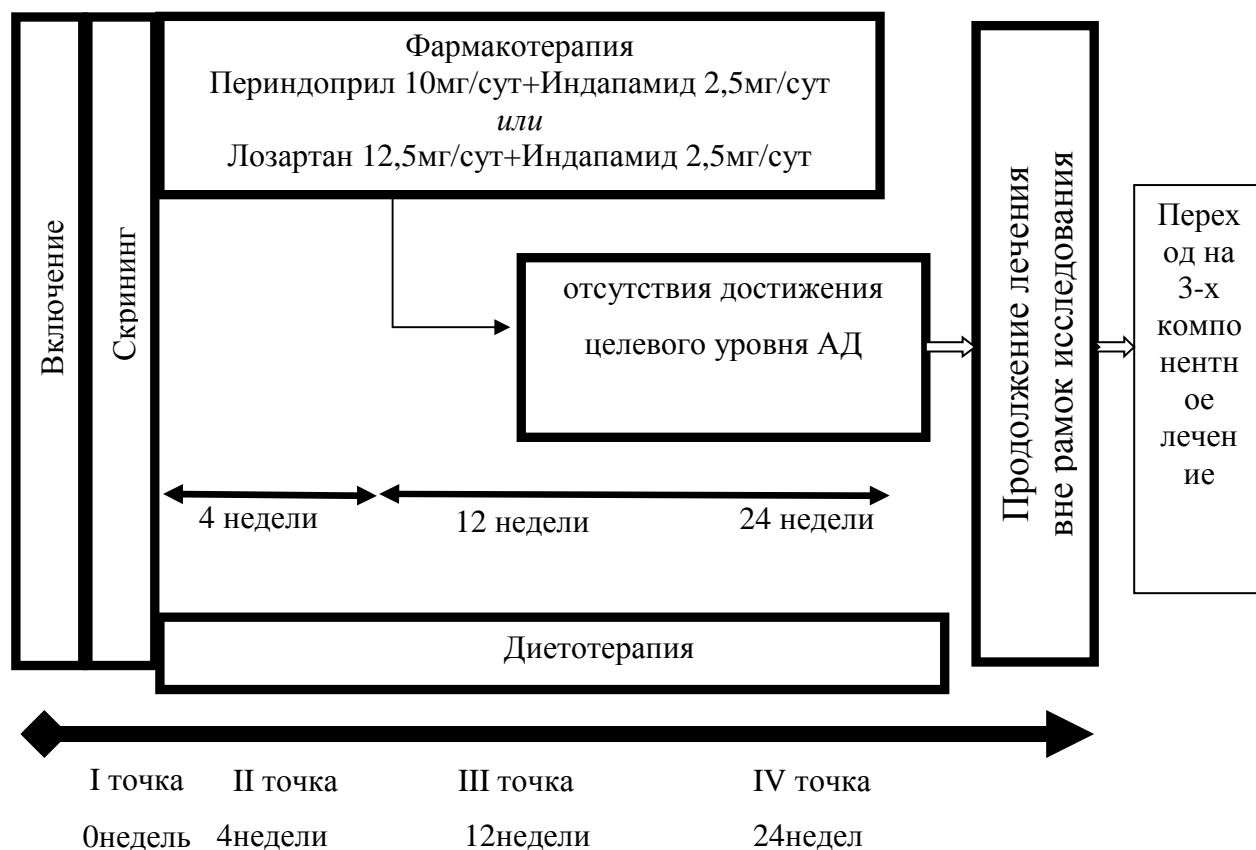 Включение
Скрининг
Фармакотерапия
Периндоприл 10мг/сут+Индапамид 2,5мг/сут
или
Лозартан 12,5мг/сут+Индапамид 2,5мг/сут
отсутствия достижения
целевого уровня АД
Продолжение лечения
вне рамок исследования
Перех
од на
3-х
компо
нентн
ое
лечен
ие
4 недели
12 недели
24 недели
Диетотерапия
I точка
II точка
III точка
IV точка
0недель
4недели
12недели
24недел